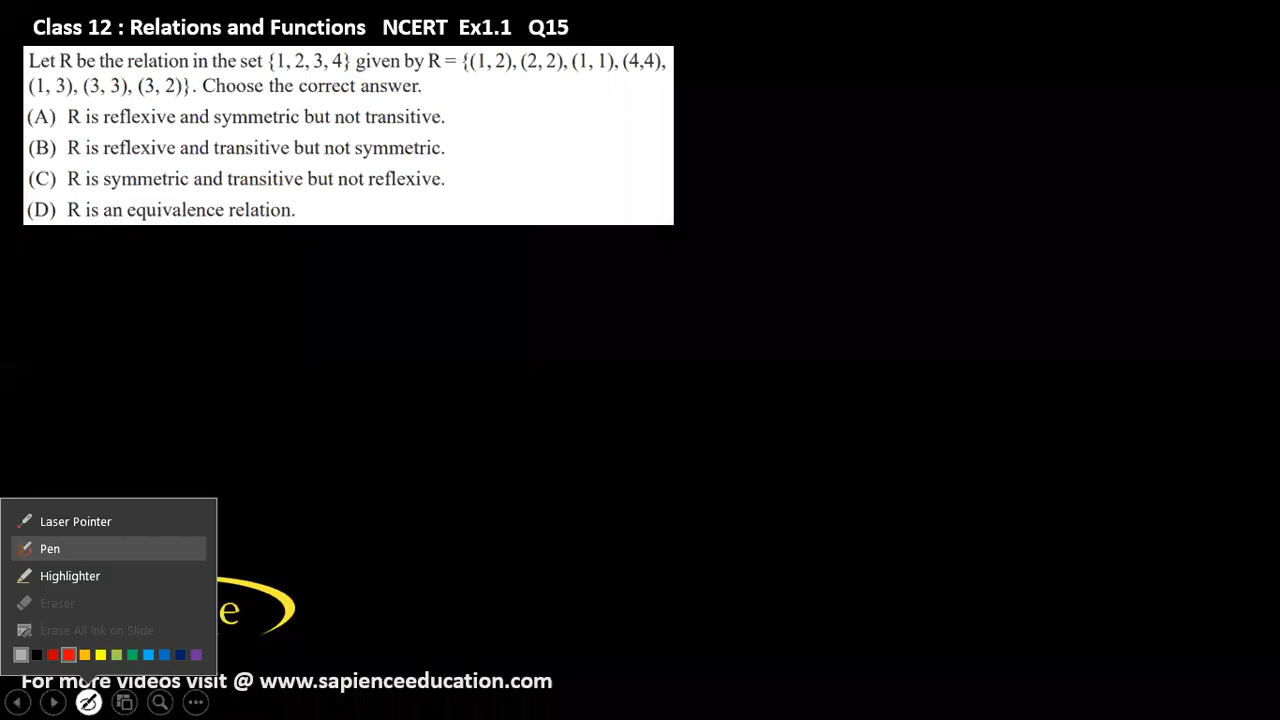 Class 12 : Relations and Functions NCERT Ex1.1 Q15
Let R be the relation in the set {1, 2, 3, 4} given by R = {(1, 2), (2, 2), (1, 1), (4,4),
(1, 3), (3, 3), (3, 2)}. Choose the correct answer.
(A) R is reflexive and symmetric but not transitive.
(B) R is reflexive and transitive but not symmetric.
(C) R is symmetric and transitive but not reflexive.
(D) R is an equivalence relation.
Laser Pointer
Pen
Highlighter
Eraser
Erase All Ink on Slide
e
For more videos visit @ www.sapienceeducation.com